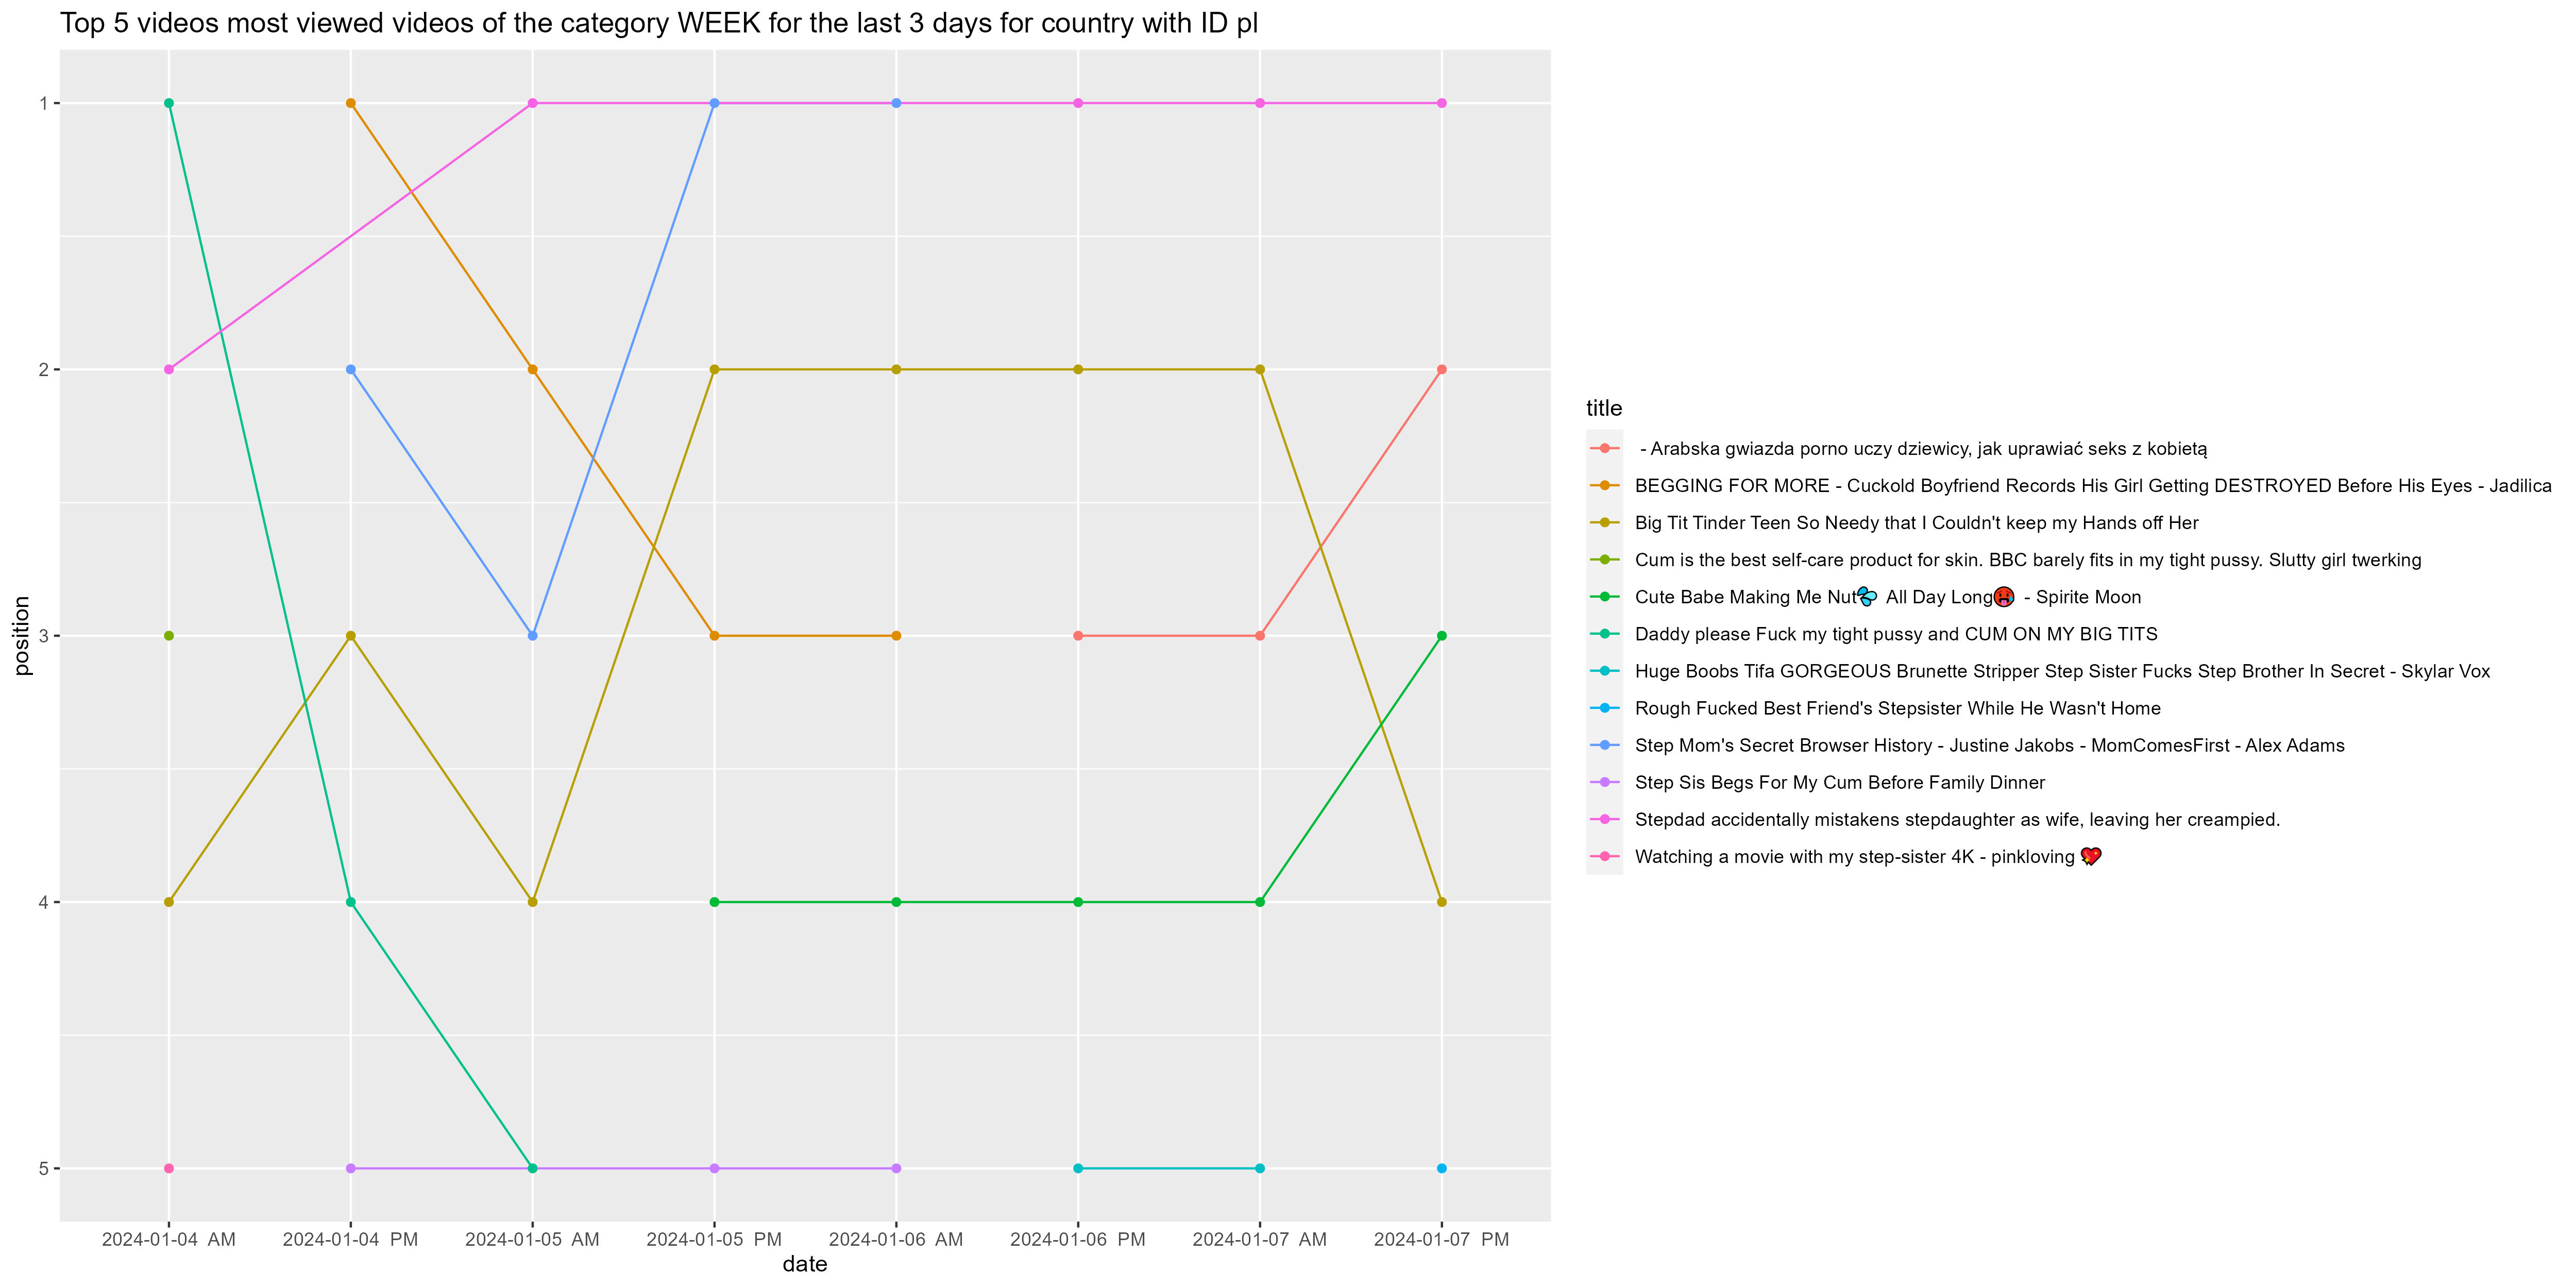 Top 5 videos most viewed videos of the category WEEK for the last 3 days for country with ID pl
position
1
2
3
4
5
2024-01-04 AM
2024-01-04 PM
2024-01-05 AM
2024-01-05 PM
2024-01-06 AM
2024-01-06 PM
2024-01-07 AM
2024-01-07 PM
date
title
- Arabska gwiazda porno uczy dziewicy, jak uprawiać seks z kobietą
BEGGING FOR MORE - Cuckold Boyfriend Records His Girl Getting DESTROYED Before His Eyes - Jadilica
Big Tit Tinder Teen So Needy that I Couldn't keep my Hands off Her
Cum is the best self-care product for skin. BBC barely fits in my tight pussy. Slutty girl twerking
Cute Babe Making Me Nut💦 All Day Long🥵 - Spirite Moon
Daddy please Fuck my tight pussy and CUM ON MY BIG TITS
Huge Boobs Tifa GORGEOUS Brunette Stripper Step Sister Fucks Step Brother In Secret - Skylar Vox
Rough Fucked Best Friend's Stepsister While He Wasn't Home
Step Mom's Secret Browser History - Justine Jakobs - MomComesFirst - Alex Adams
Step Sis Begs For My Cum Before Family Dinner
Stepdad accidentally mistakens stepdaughter as wife, leaving her creampied.
Watching a movie with my step-sister 4K - pinkloving 💖